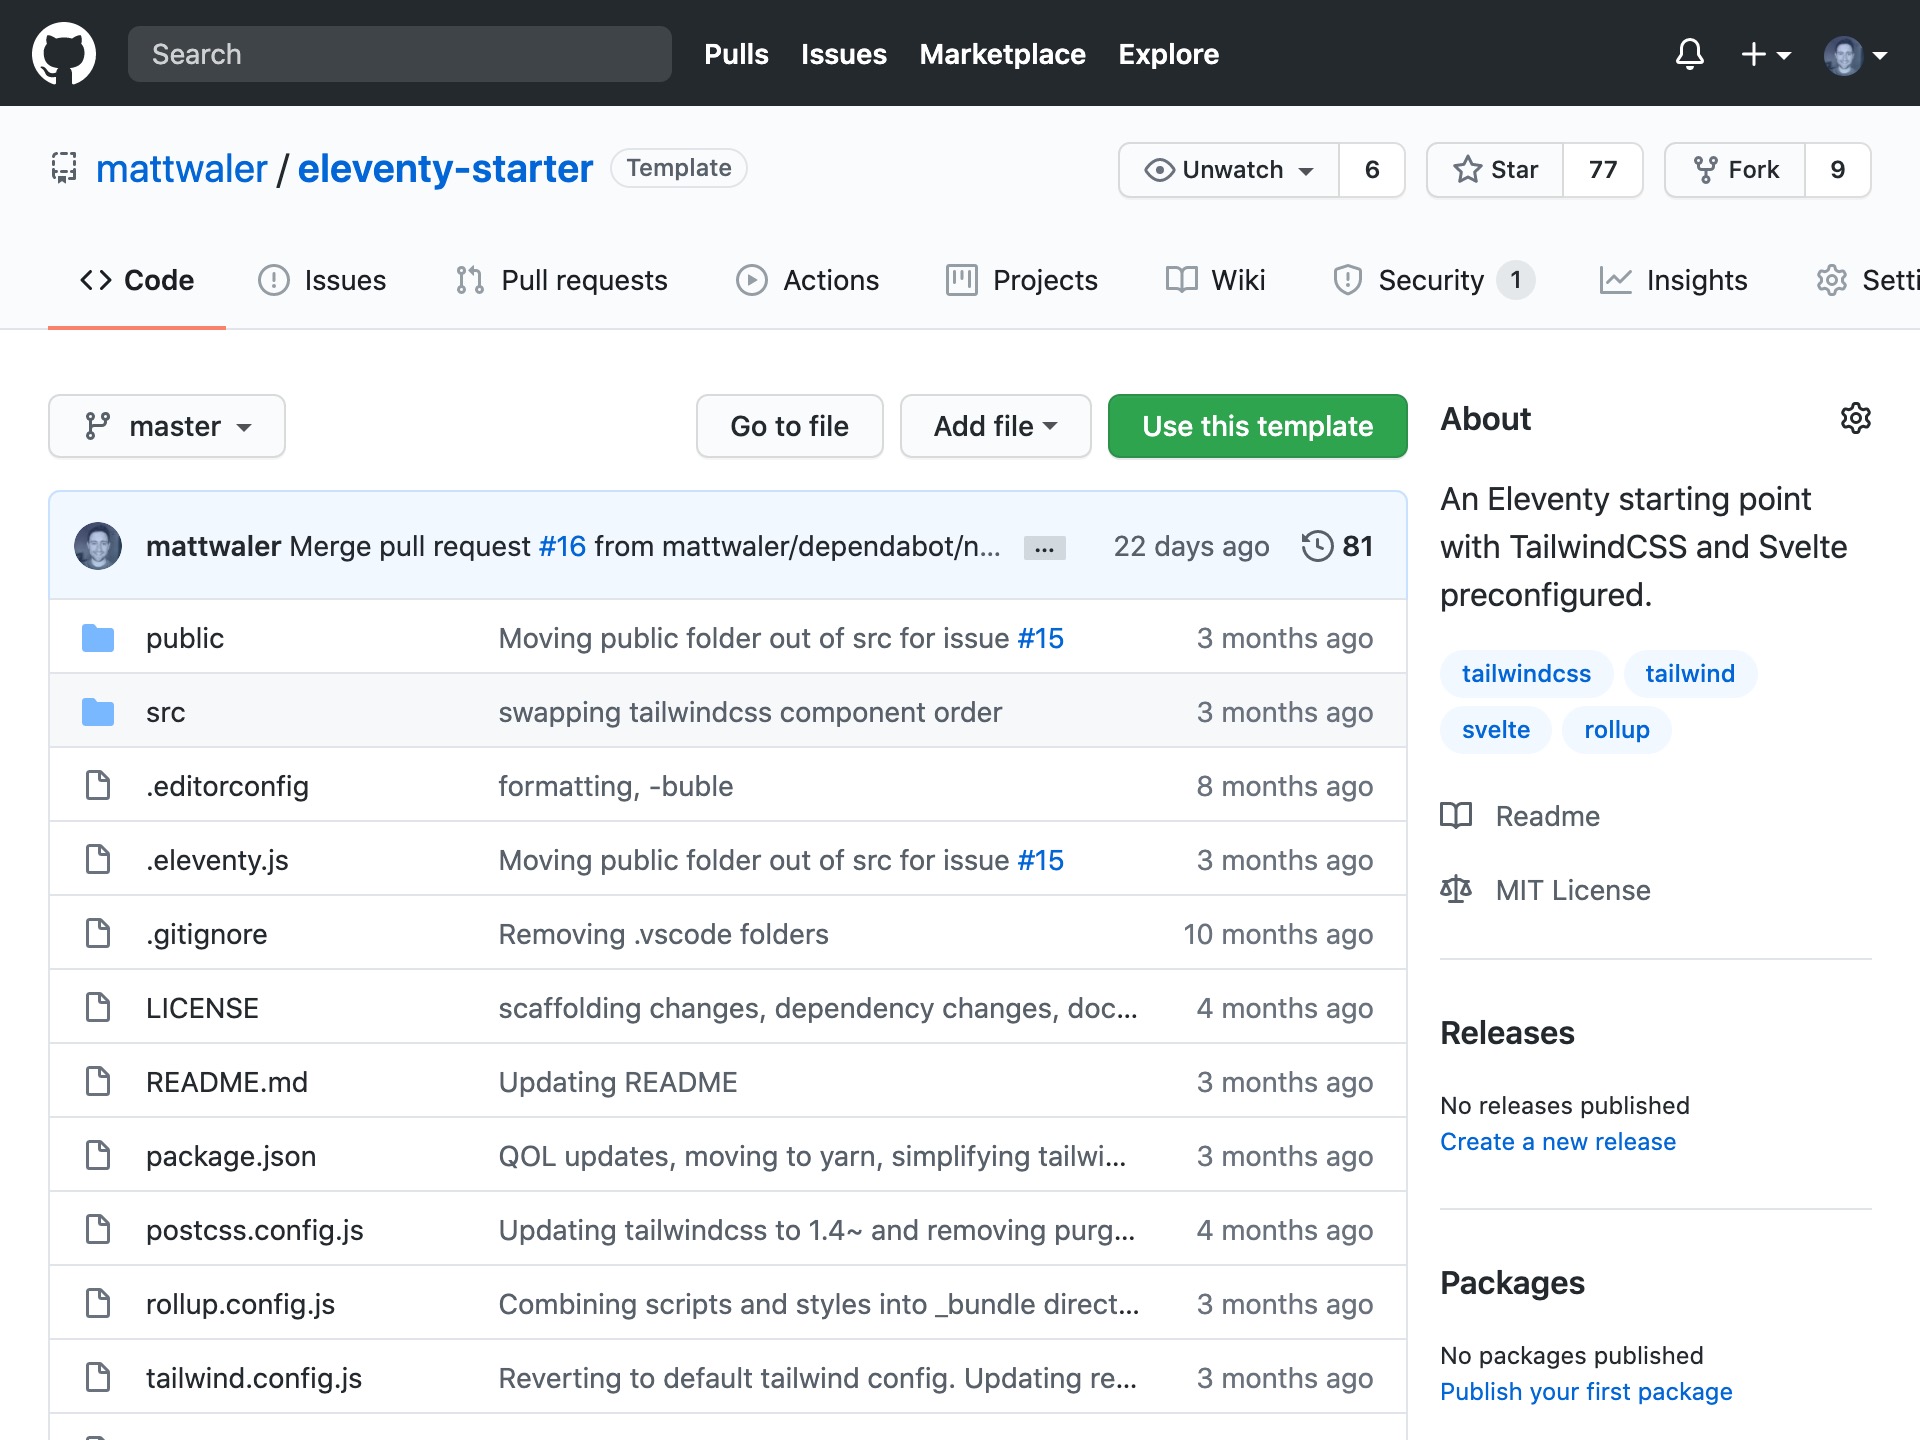 Search Pulls Issues Marketplace Explore
mattwaler / eleventy-starter Template Unwatch 6 Star 77 Fork 9
Code Issues Pull requests Actions Projects Wiki Security 1 Insights Setti
master Go to file Add file Use this template
mattwaler Merge pull request #16 from mattwaler/dependabot/n... ... 22 days ago 81
public Moving public folder out of src for issue #15 3 months ago
src swapping tailwindcss component order 3 months ago
.editorconfig formatting, -buble 8 months ago
.eleventy.js Moving public folder out of src for issue #15 3 months ago
.gitignore Removing .vscode folders 10 months ago
LICENSE scaffolding changes, dependency changes, doc... 4 months ago
README.md Updating README 3 months ago
package.json QOL updates, moving to yarn, simplifying tailwi... 3 months ago
postcss.config.js Updating tailwindcss to 1.4~ and removing purg... 4 months ago
rollup.config.js Combining scripts and styles into _bundle direct... 3 months ago
tailwind.config.js Reverting to default tailwind config. Updating re... 3 months ago
About
An Eleventy starting point
with TailwindCSS and Svelte
preconfigured.
tailwindcss tailwind
svelte rollup
Readme
MIT License
Releases
No releases published
Create a new release
Packages
No packages published
Publish your first package